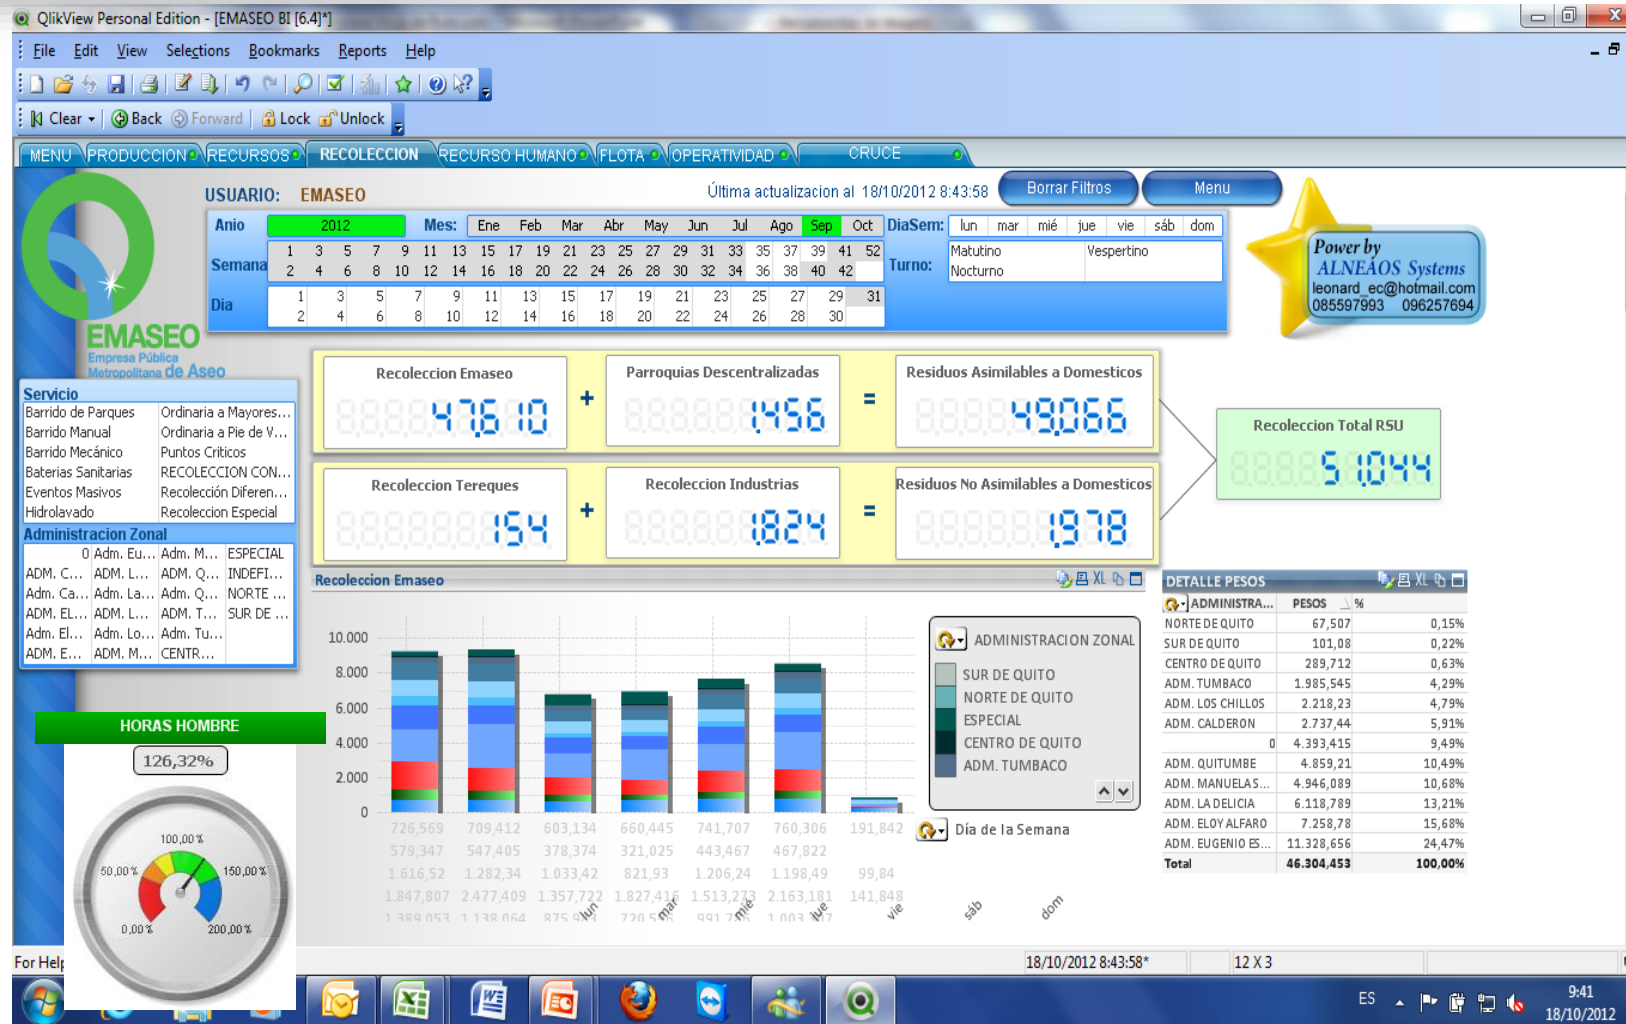 QlikView Personal Edition - [EMASEO BI [6.4]*]
File Edit View Selections Bookmarks Reports Help
Clear Back Forward Lock Unlock
MENU PRODUCCION RECURSOS RECOLECCION RECURSO HUMANO FLOTA OPERATIVIDAD CRUCE
USUARIO: EMASEO
Última actualizacion al 18/10/2012 8:43:58 Borrar Filtros Menu
Anio 2012 Mes: Ene Feb Mar Abr May Jun Jul Ago Sep Oct DiaSem: lun mar mié jue vie sáb dom
Semana
1 3 5 7 9 11 13 15 17 19 21 23 25 27 29 31 33 35 37 39 41 52
2 4 6 8 10 12 14 16 18 20 22 24 26 28 30 32 34 36 38 40 42
Turno:
Matutino Vespertino
Nocturno
Dia
1 3 5 7 9 11 13 15 17 19 21 23 25 27 29 31
2 4 6 8 10 12 14 16 18 20 22 24 26 28 30
Power by
ALNEAOS Systems
leonard_ec@hotmail.com
085597993 096257694
EMASEO
Empresa Pública
Metropolitana de Aseo
Servicio
Barrido de Parques Ordinaria a Mayores...
Barrido Manual Ordinaria a Pie de V...
Barrido Mecánico Puntos Criticos
Baterias Sanitarias RECOLECCION CON...
Eventos Masivos Recolección Diferen...
Hidrolavado Recoleccion Especial
Administracion Zonal
0 Adm. Eu... Adm. M... ESPECIAL
ADM. C... ADM. L... ADM. Q... INDEFI...
Adm. Ca... Adm. La... Adm. Q... NORTE ...
ADM. EL... ADM. L... ADM. T... SUR DE ...
Adm. El... Adm. Lo... Adm. Tu...
ADM. E... ADM. M... CENTR...
Recoleccion Emaseo
47,610
+
Parroquias Descentralizadas
1,456
=
Residuos Asimilables a Domesticos
49,066
Recoleccion Tereques
154
+
Recoleccion Industrias
1,824
=
Residuos No Asimilables a Domesticos
1,978
Recoleccion Total RSU
51,044
HORAS HOMBRE
126,32%
100,00%
50,00% 150,00%
0,00% 200,00%
Recoleccion Emaseo XL
10.000
8.000
6.000
4.000
2.000
0
726,569 709,412 603,134 660,445 741,707 760,306 191,842
579,347 547,405 378,374 321,025 443,467 467,822
1.616,52 1.282,34 1.033,42 821,93 1.206,24 1.198,49 99,84
1.847,807 2.477,409 1.357,722 1.827,416 1.513,273 2.163,181 141,848
1.389,053 1.138,064
lun mar mié jue vie sáb dom
ADMINISTRACION ZONAL
SUR DE QUITO
NORTE DE QUITO
ESPECIAL
CENTRO DE QUITO
ADM. TUMBACO
Día de la Semana
DETALLE PESOS XL
ADMINISTRA... PESOS %
NORTE DE QUITO 67,507 0,15%
SUR DE QUITO 101,08 0,22%
CENTRO DE QUITO 289,712 0,63%
ADM. TUMBACO 1.985,545 4,29%
ADM. LOS CHILLOS 2.218,23 4,79%
ADM. CALDERON 2.737,44 5,91%
0 4.393,415 9,49%
ADM. QUITUMBE 4.859,21 10,49%
ADM. MANUELA S... 4.946,089 10,68%
ADM. LA DELICIA 6.118,789 13,21%
ADM. ELOY ALFARO 7.258,78 15,68%
ADM. EUGENIO ES... 11.328,656 24,47%
Total 46.304,453 100,00%
For Help
18/10/2012 8:43:58* 12 X 3
ES 9:41
18/10/2012